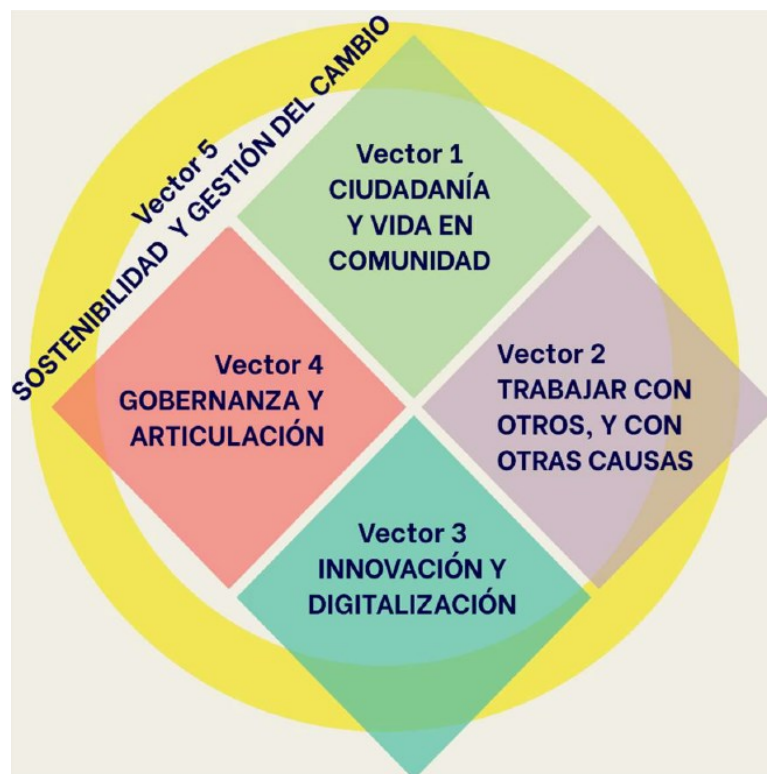 Vector 5
SOSTENIBILIDAD Y GESTIÓN DEL CAMBIO
Vector 1
CIUDADANÍA
Y VIDA EN
COMUNIDAD
Vector 2
TRABAJAR CON
OTROS, Y CON
OTRAS CAUSAS
Vector 3
INNOVACIÓN Y
DIGITALIZACIÓN
Vector 4
GOBERNANZA Y
ARTICULACIÓN